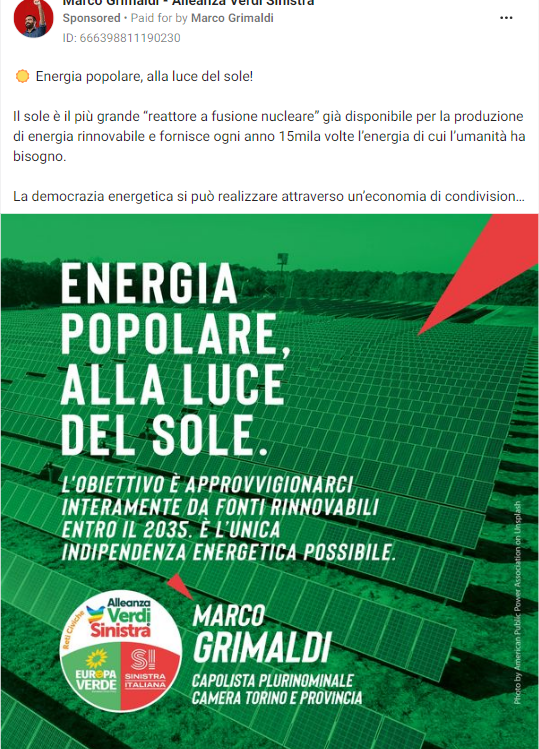 Marco Grimaldi - Alleanza Verdi Sinistra
Sponsored • Paid for by Marco Grimaldi
ID: 666398811190230
Energia popolare, alla luce del sole!
Il sole è il più grande “reattore a fusione nucleare” già disponibile per la produzione
di energia rinnovabile e fornisce ogni anno 15mila volte l’energia di cui l’umanità ha
bisogno.
La democrazia energetica si può realizzare attraverso un’economia di condivision...
ENERGIA
POPOLARE,
ALLA LUCE
DEL SOLE.
L'OBIETTIVO È APPROVVIGIONARCI
INTERAMENTE DA FONTI RINNOVABILI
ENTRO IL 2035. È L'UNICA
INDIPENDENZA ENERGETICA POSSIBILE.
Reti Civiche
Alleanza
Verdi
Sinistra
EUROPA
VERDE
SI
SINISTRA
ITALIANA
MARCO
GRIMALDI
CAPOLISTA PLURINOMINALE
CAMERA TORINO E PROVINCIA
Photo by American Public Power Association on Unsplash